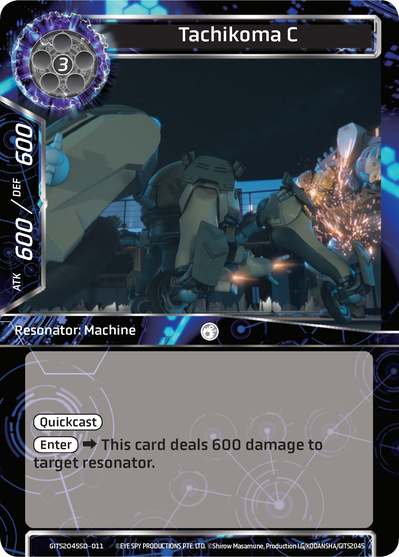 Tachikoma C
3
ATK 600 / DEF 600
Resonator: Machine
Quickcast
Enter ➡ This card deals 600 damage to
target resonator.
GITS2045SD-011 ©EYE SPY PRODUCTIONS PTE. LTD. ©Shirow Masamune, Production I.G/KODANSHA/GITS2045